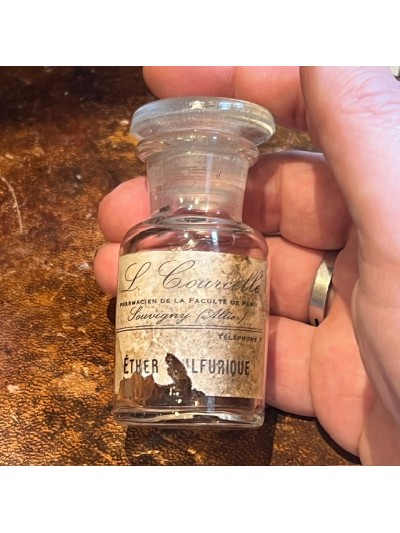 L. Courcelle
PHARMACIEN DE LA FACULTÉ DE PARIS
Souvigny (Allier)
TÉLÉPHONE
ÉTHER SULFURIQUE